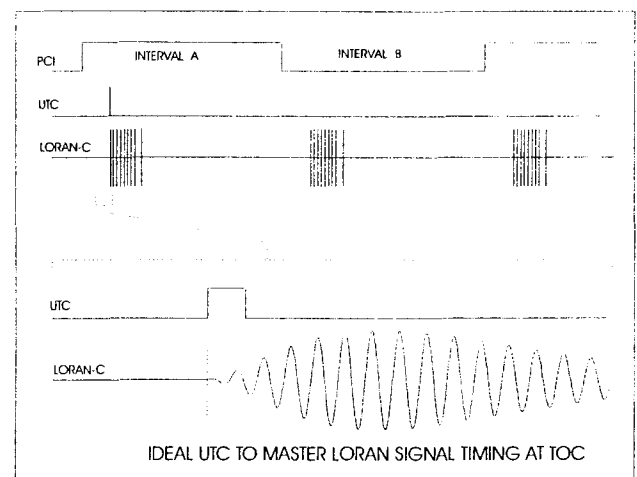 INTERVAL A INTERVAL B
PCI
UTC
LORAN-C
UTC
LORAN-C
IDEAL UTC TO MASTER LORAN SIGNAL TIMING AT TOC